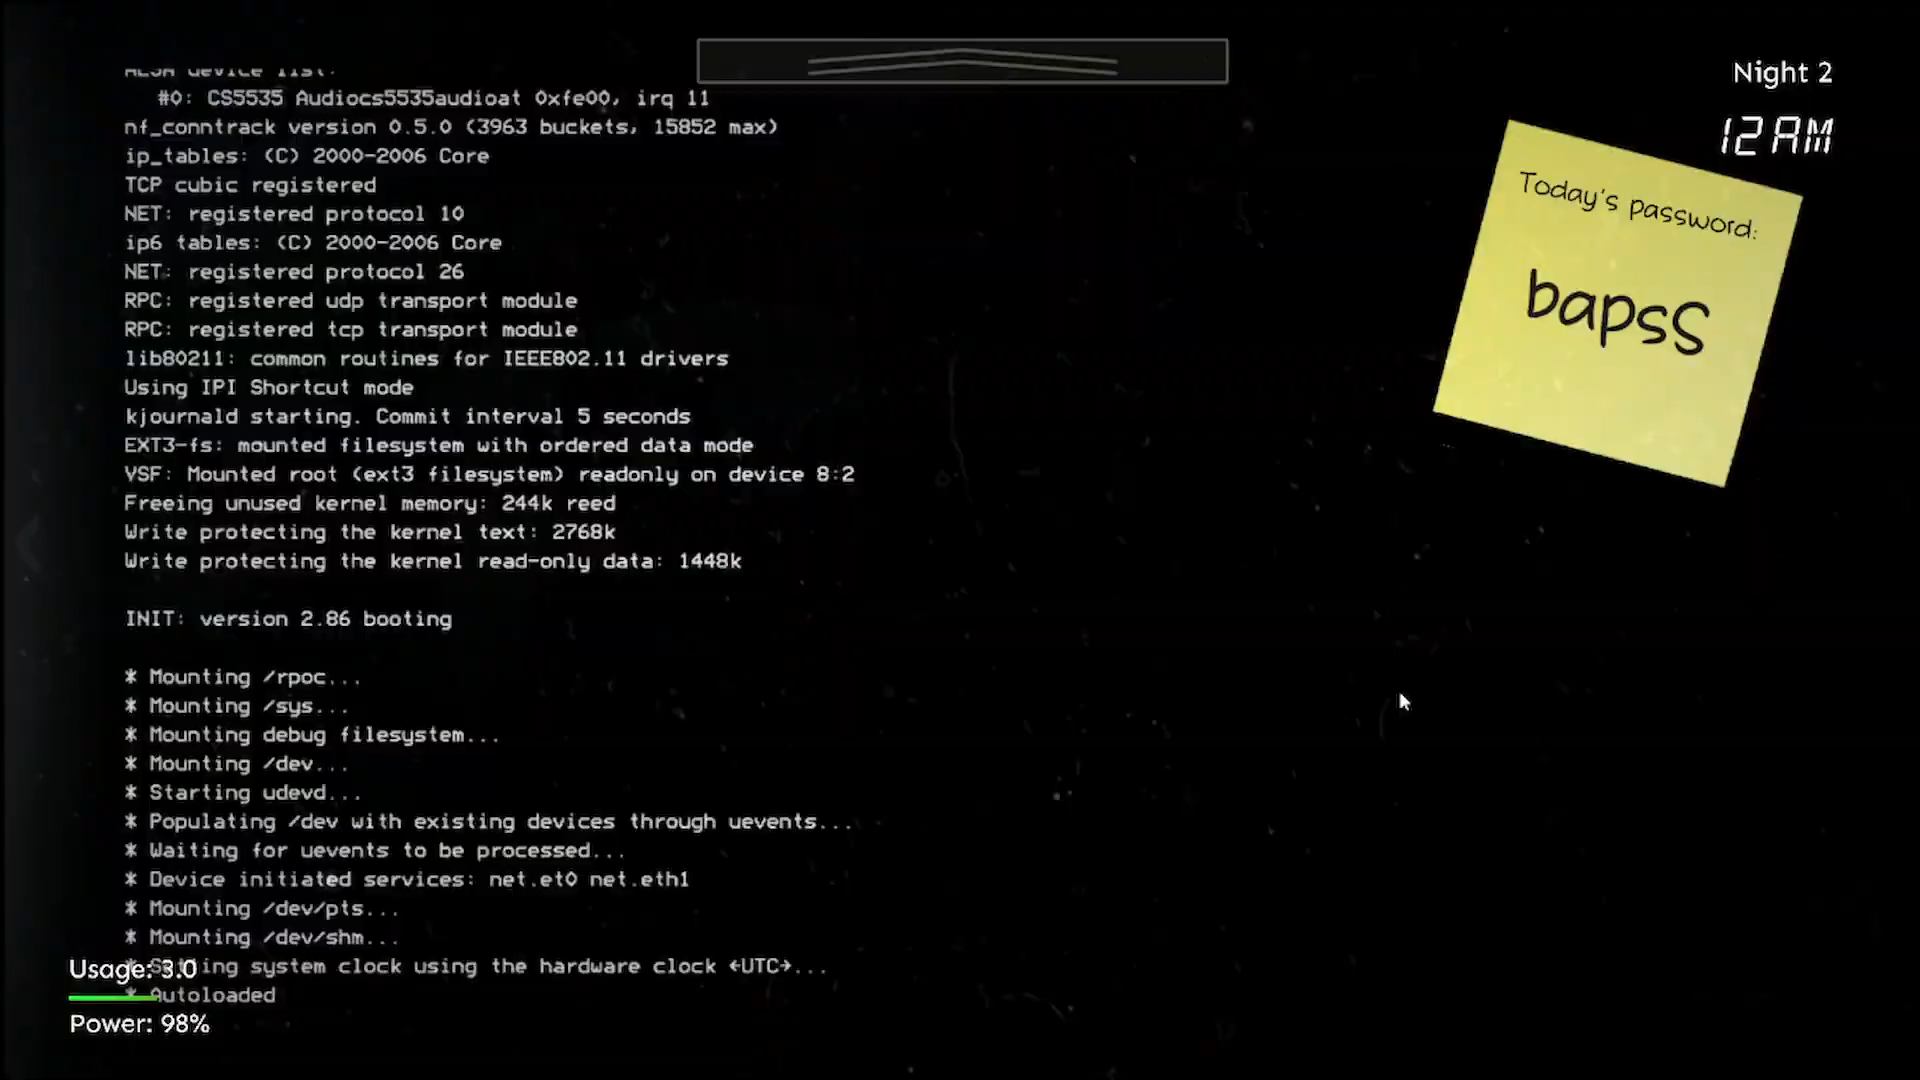 ALSA device list:
#0: CS5535 Audiocs5535audioat 0xfe00, irq 11
nf_conntrack version 0.5.0 (3963 buckets, 15852 max)
ip_tables: (C) 2000-2006 Core
TCP cubic registered
NET: registered protocol 10
ip6 tables: (C) 2000-2006 Core
NET: registered protocol 26
RPC: registered udp transport module
RPC: registered tcp transport module
lib80211: common routines for IEEE802.11 drivers
Using IPI Shortcut mode
kjournald starting. Commit interval 5 seconds
EXT3-fs: mounted filesystem with ordered data mode
VSF: Mounted root (ext3 filesystem) readonly on device 8:2
Freeing unused kernel memory: 244k reed
Write protecting the kernel text: 2768k
Write protecting the kernel read-only data: 1448k
INIT: version 2.86 booting
* Mounting /rpoc...
* Mounting /sys...
* Mounting debug filesystem...
* Mounting /dev...
* Starting udevd...
* Populating /dev with existing devices through uevents...
* Waiting for uevents to be processed...
* Device initiated services: net.et0 net.eth1
* Mounting /dev/pts...
* Mounting /dev/shm...
* Setting system clock using the hardware clock ←UTC→...
* Autoloaded
Usage: 3.0
Power: 98%
Night 2
12 AM
Today's password:
bapsS